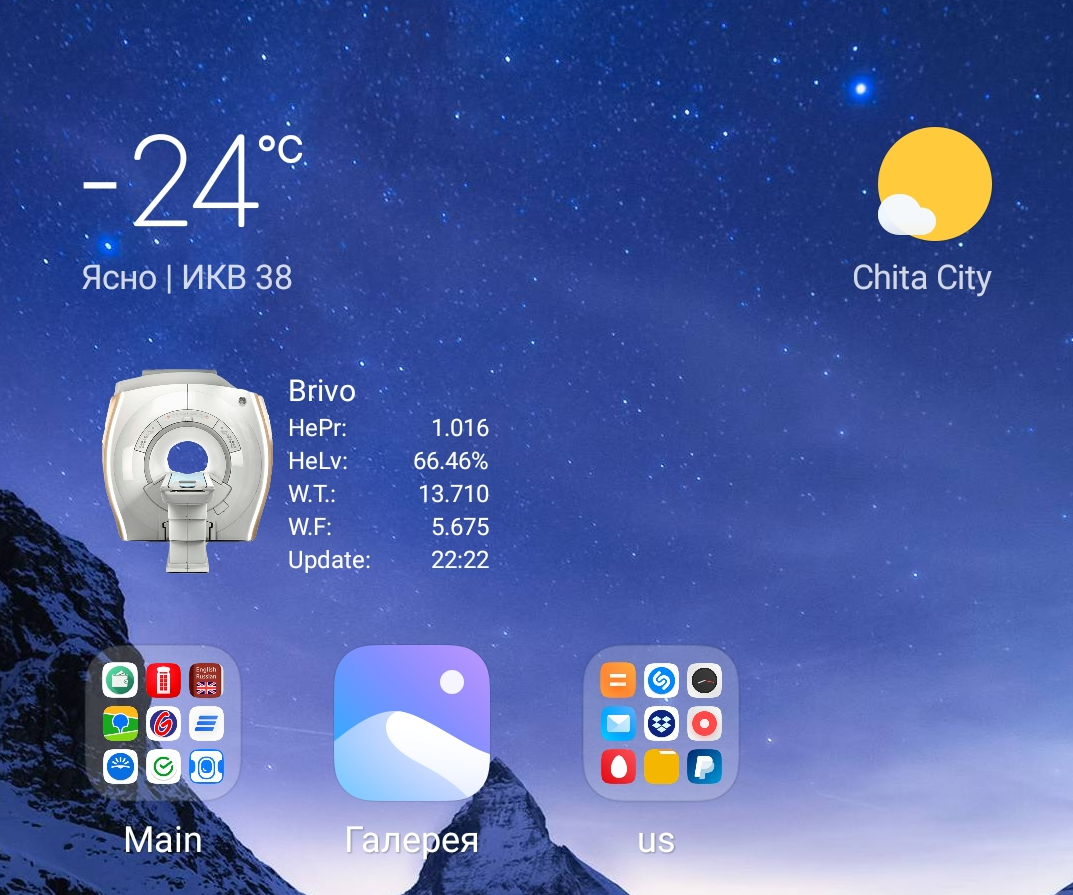 -24°C
Ясно | ИКВ 38
Chita City
Brivo
HePr: 1.016
HeLv: 66.46%
W.T.: 13.710
W.F: 5.675
Update: 22:22
English
Russian
Main
Галерея
us